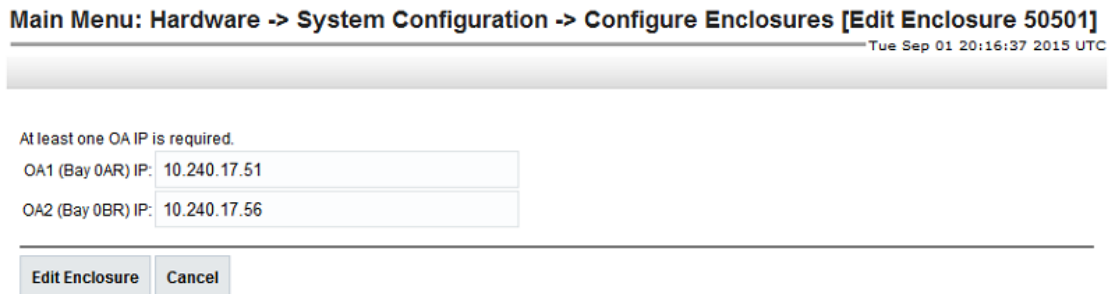 Main Menu: Hardware -> System Configuration -> Configure Enclosures [Edit Enclosure 50501]
Tue Sep 01 20:16:37 2015 UTC
At least one OA IP is required.
OA1 (Bay 0AR) IP: 10.240.17.51
OA2 (Bay 0BR) IP: 10.240.17.56
Edit Enclosure Cancel